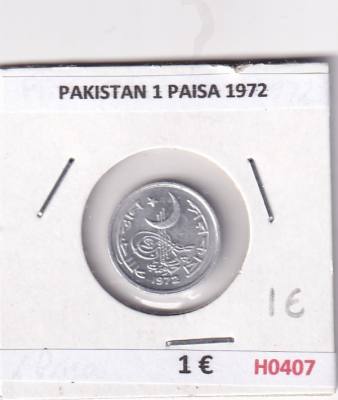 PAKISTAN 1 PAISA 1972
1972
1€
1 € H0407